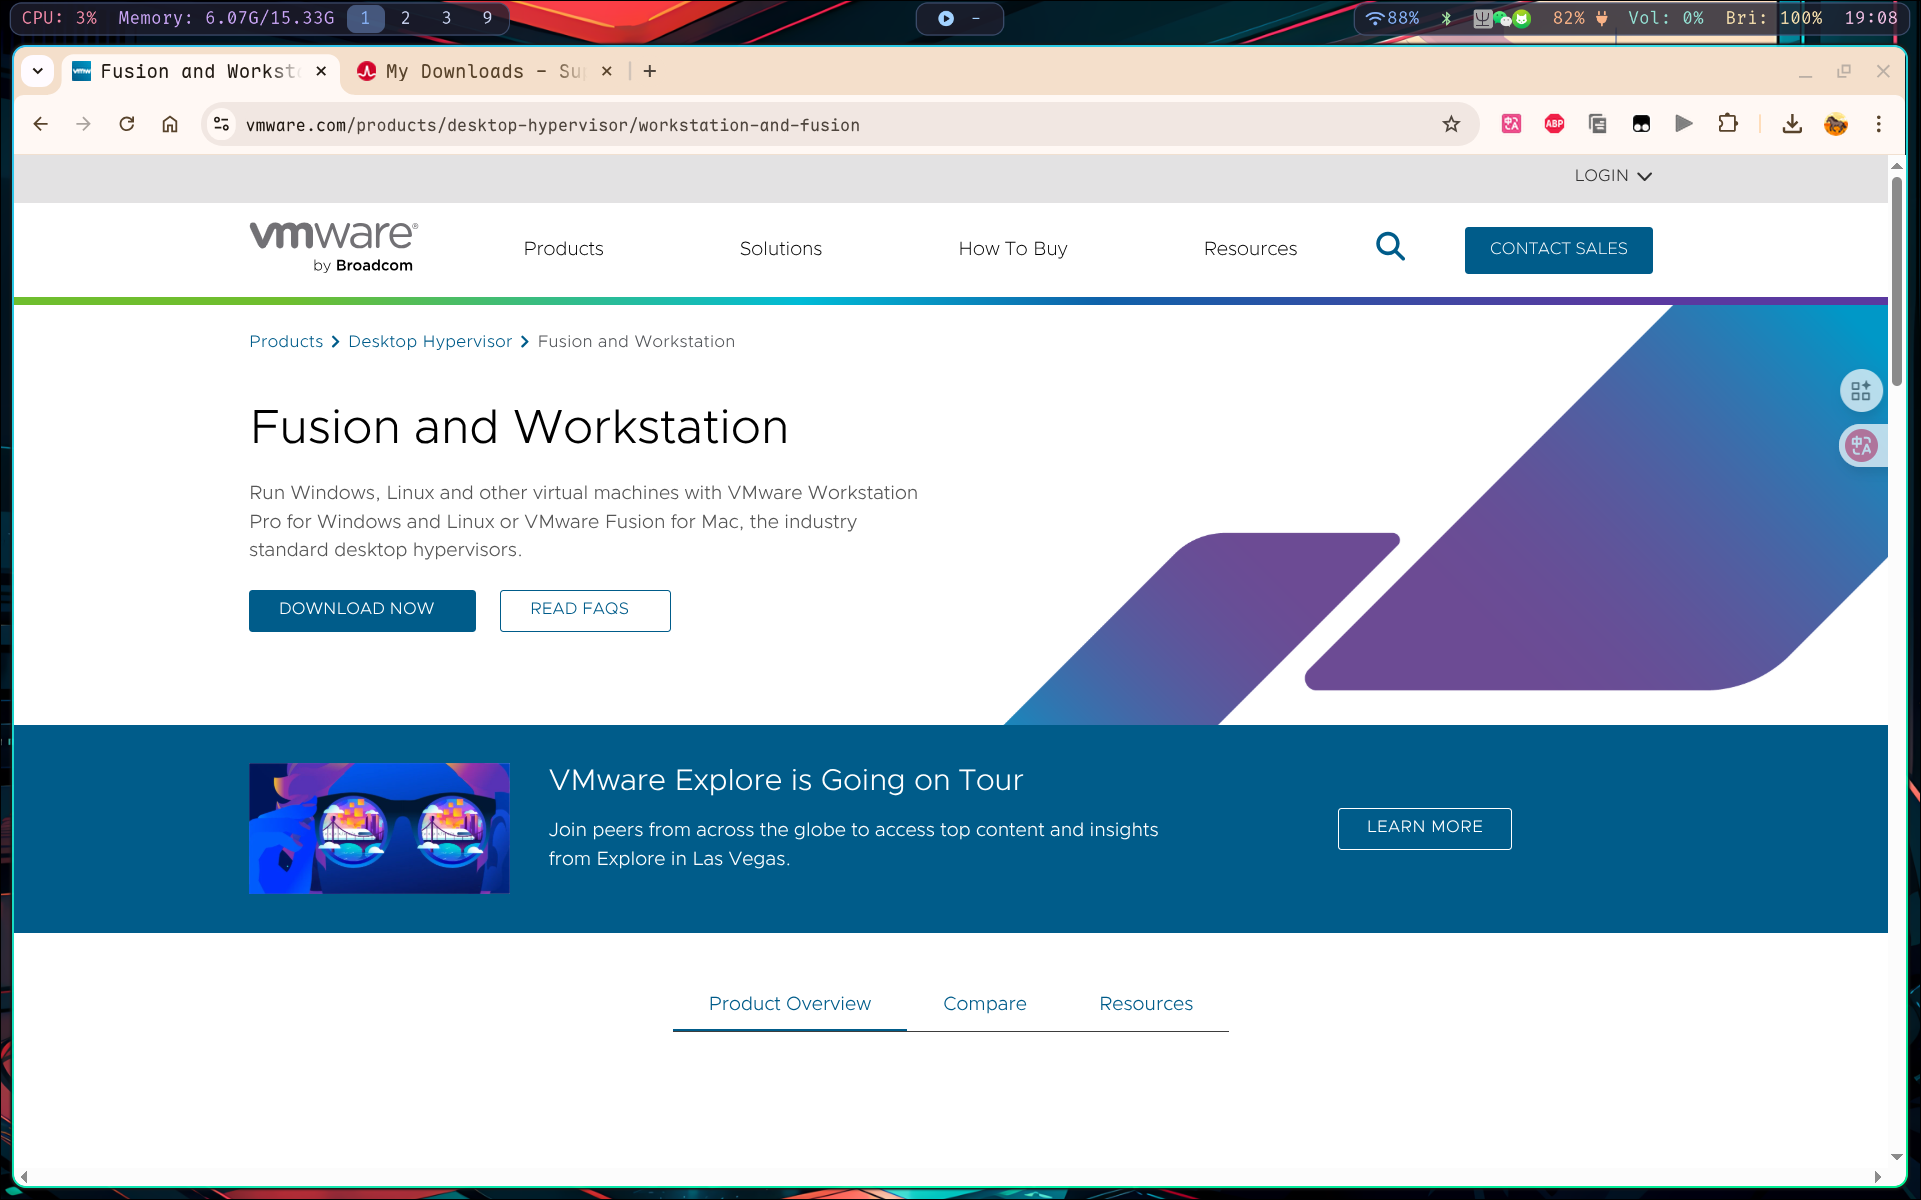 CPU: 3% Memory: 6.07G/15.33G 1 2 3 9 - 88% 82% Vol: 0% Bri: 100% 19:08
Fusion and Workst My Downloads - Su
vmware.com/products/desktop-hypervisor/workstation-and-fusion
ABP
LOGIN
vmware®
by Broadcom
Products Solutions How To Buy Resources CONTACT SALES
Products Desktop Hypervisor Fusion and Workstation
Fusion and Workstation
Run Windows, Linux and other virtual machines with VMware Workstation
Pro for Windows and Linux or VMware Fusion for Mac, the industry
standard desktop hypervisors.
DOWNLOAD NOW READ FAQS
VMware Explore is Going on Tour
Join peers from across the globe to access top content and insights
from Explore in Las Vegas.
LEARN MORE
Product Overview Compare Resources